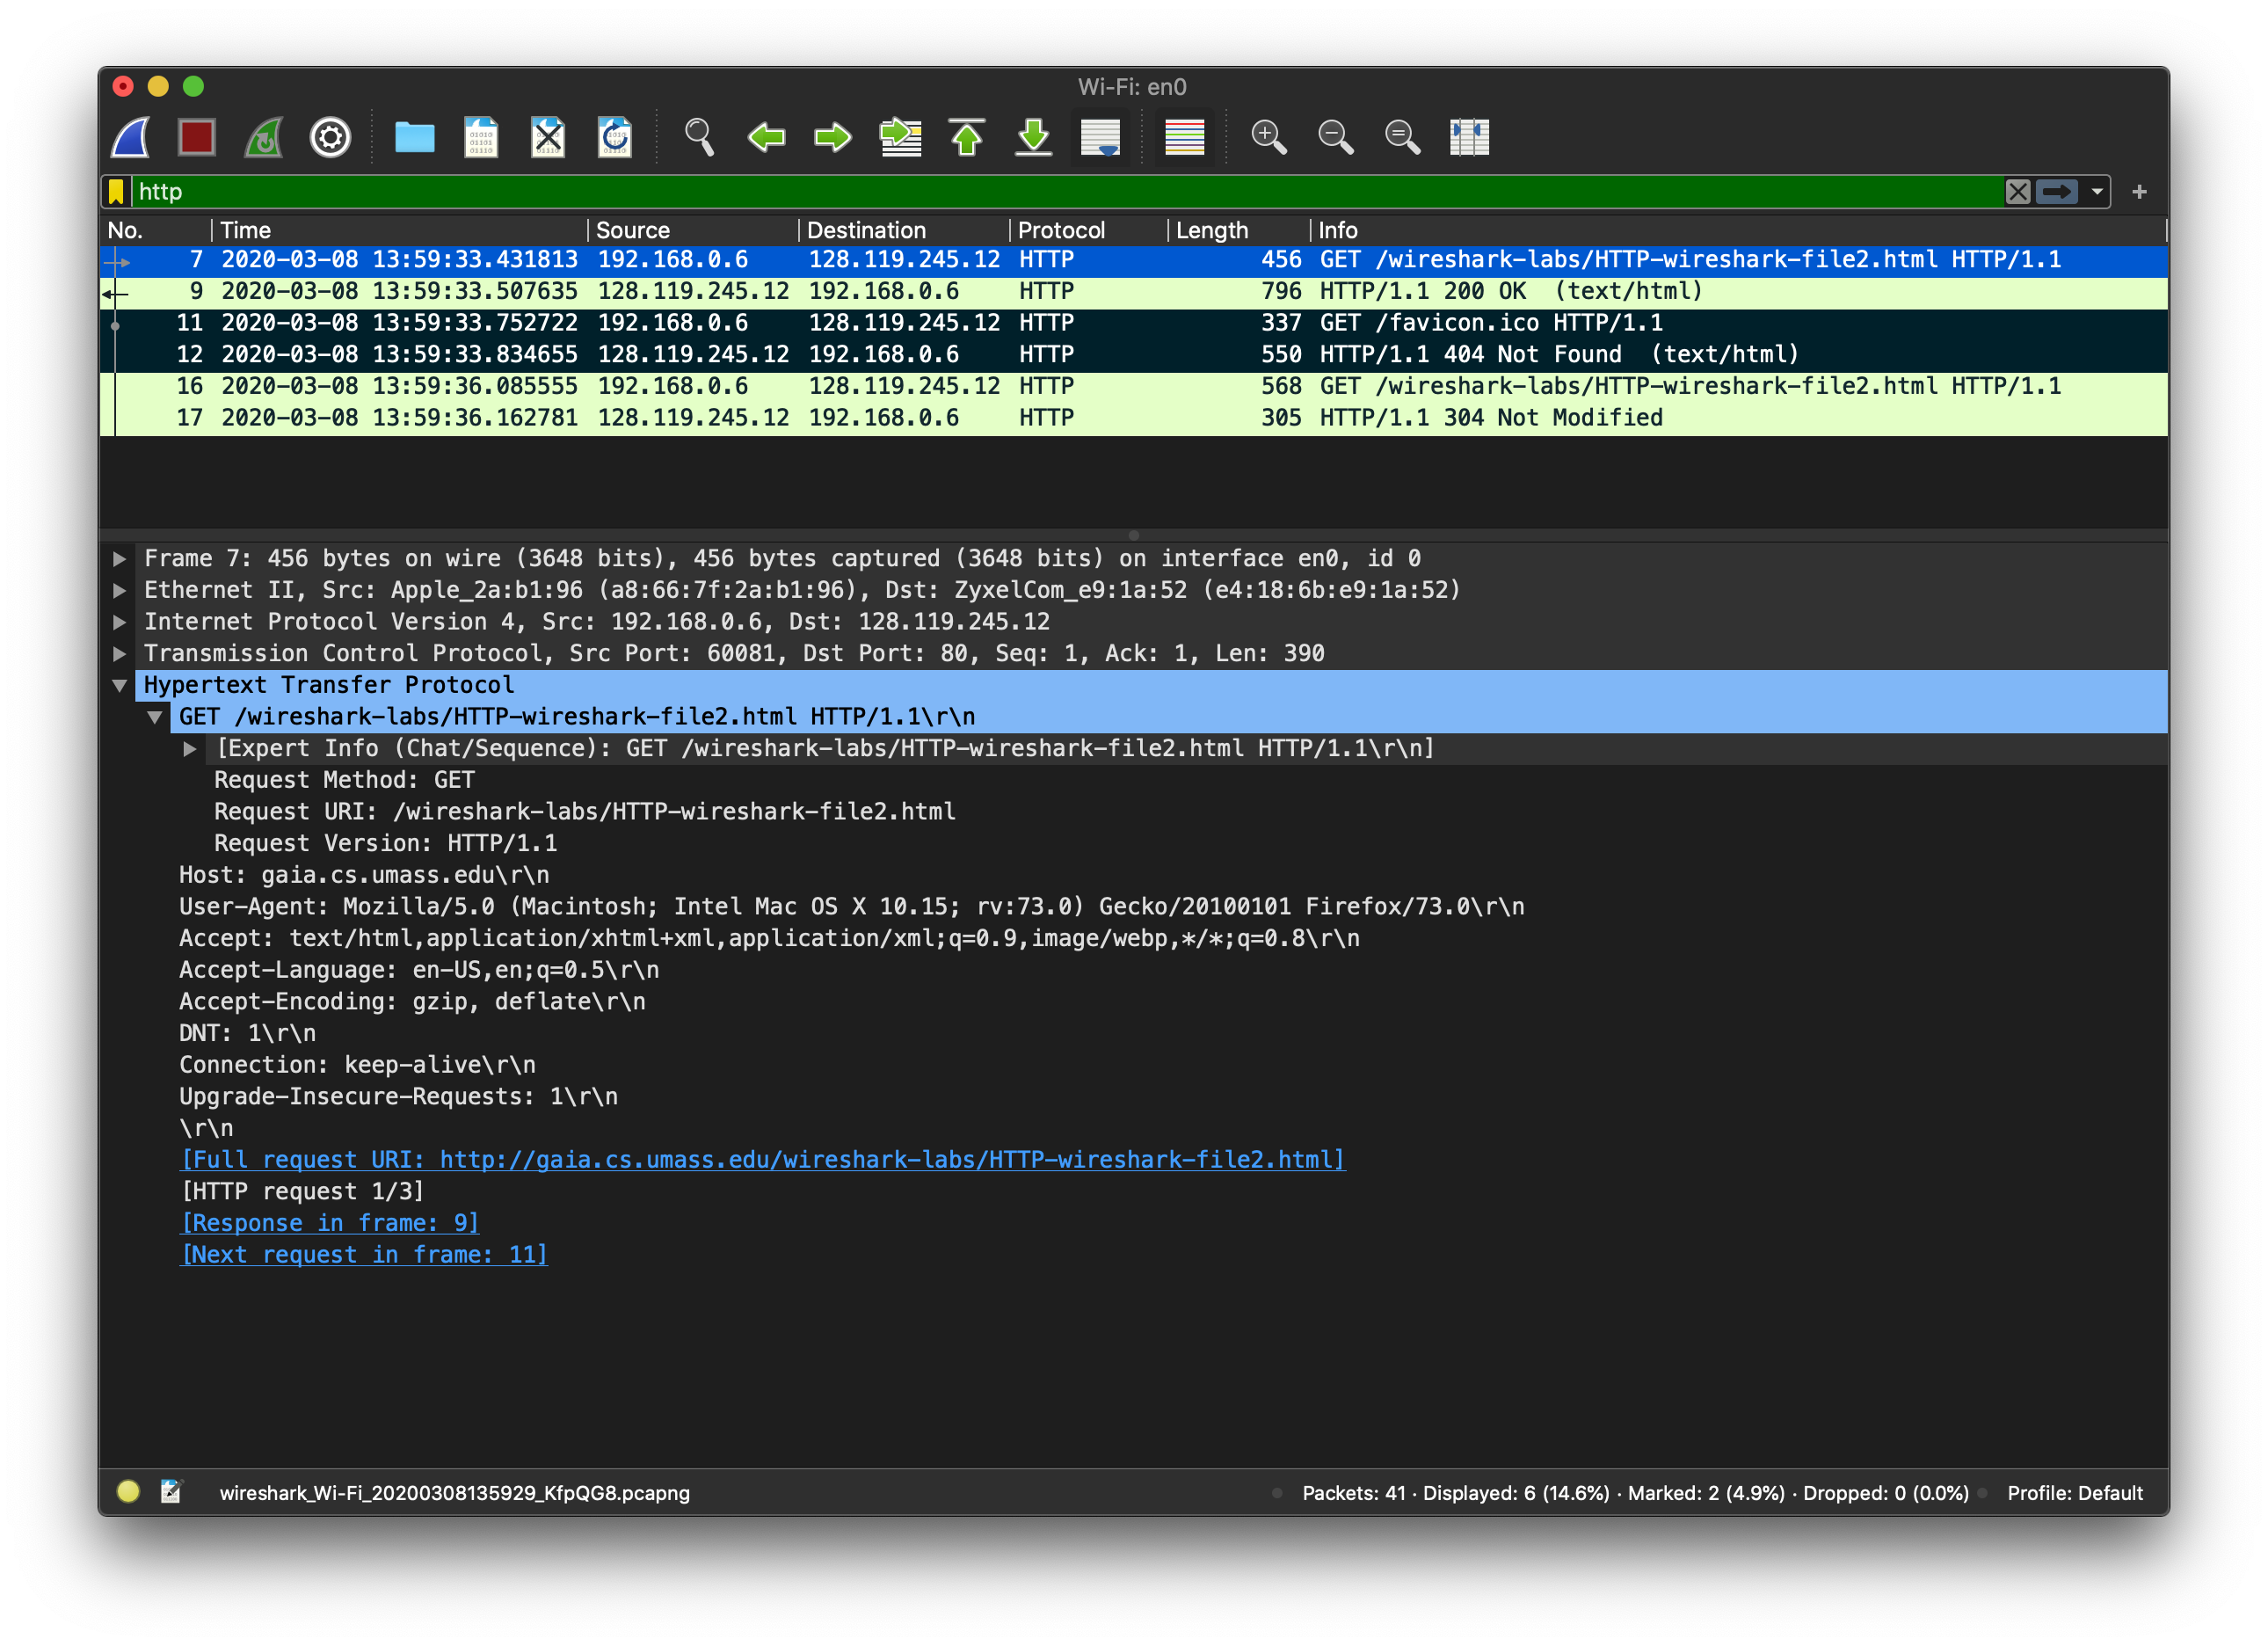 Wi-Fi: en0
http
No. Time Source Destination Protocol Length Info
7 2020-03-08 13:59:33.431813 192.168.0.6 128.119.245.12 HTTP 456 GET /wireshark-labs/HTTP-wireshark-file2.html HTTP/1.1
9 2020-03-08 13:59:33.507635 128.119.245.12 192.168.0.6 HTTP 796 HTTP/1.1 200 OK (text/html)
11 2020-03-08 13:59:33.752722 192.168.0.6 128.119.245.12 HTTP 337 GET /favicon.ico HTTP/1.1
12 2020-03-08 13:59:33.834655 128.119.245.12 192.168.0.6 HTTP 550 HTTP/1.1 404 Not Found (text/html)
16 2020-03-08 13:59:36.085555 192.168.0.6 128.119.245.12 HTTP 568 GET /wireshark-labs/HTTP-wireshark-file2.html HTTP/1.1
17 2020-03-08 13:59:36.162781 128.119.245.12 192.168.0.6 HTTP 305 HTTP/1.1 304 Not Modified
Frame 7: 456 bytes on wire (3648 bits), 456 bytes captured (3648 bits) on interface en0, id 0
Ethernet II, Src: Apple_2a:b1:96 (a8:66:7f:2a:b1:96), Dst: ZyxelCom_e9:1a:52 (e4:18:6b:e9:1a:52)
Internet Protocol Version 4, Src: 192.168.0.6, Dst: 128.119.245.12
Transmission Control Protocol, Src Port: 60081, Dst Port: 80, Seq: 1, Ack: 1, Len: 390
Hypertext Transfer Protocol
GET /wireshark-labs/HTTP-wireshark-file2.html HTTP/1.1\r\n
[Expert Info (Chat/Sequence): GET /wireshark-labs/HTTP-wireshark-file2.html HTTP/1.1\r\n]
Request Method: GET
Request URI: /wireshark-labs/HTTP-wireshark-file2.html
Request Version: HTTP/1.1
Host: gaia.cs.umass.edu\r\n
User-Agent: Mozilla/5.0 (Macintosh; Intel Mac OS X 10.15; rv:73.0) Gecko/20100101 Firefox/73.0\r\n
Accept: text/html,application/xhtml+xml,application/xml;q=0.9,image/webp,*/*;q=0.8\r\n
Accept-Language: en-US,en;q=0.5\r\n
Accept-Encoding: gzip, deflate\r\n
DNT: 1\r\n
Connection: keep-alive\r\n
Upgrade-Insecure-Requests: 1\r\n
\r\n
[Full request URI: http://gaia.cs.umass.edu/wireshark-labs/HTTP-wireshark-file2.html]
[HTTP request 1/3]
[Response in frame: 9]
[Next request in frame: 11]
wireshark_Wi-Fi_20200308135929_KfpQG8.pcapng Packets: 41 · Displayed: 6 (14.6%) · Marked: 2 (4.9%) · Dropped: 0 (0.0%) Profile: Default